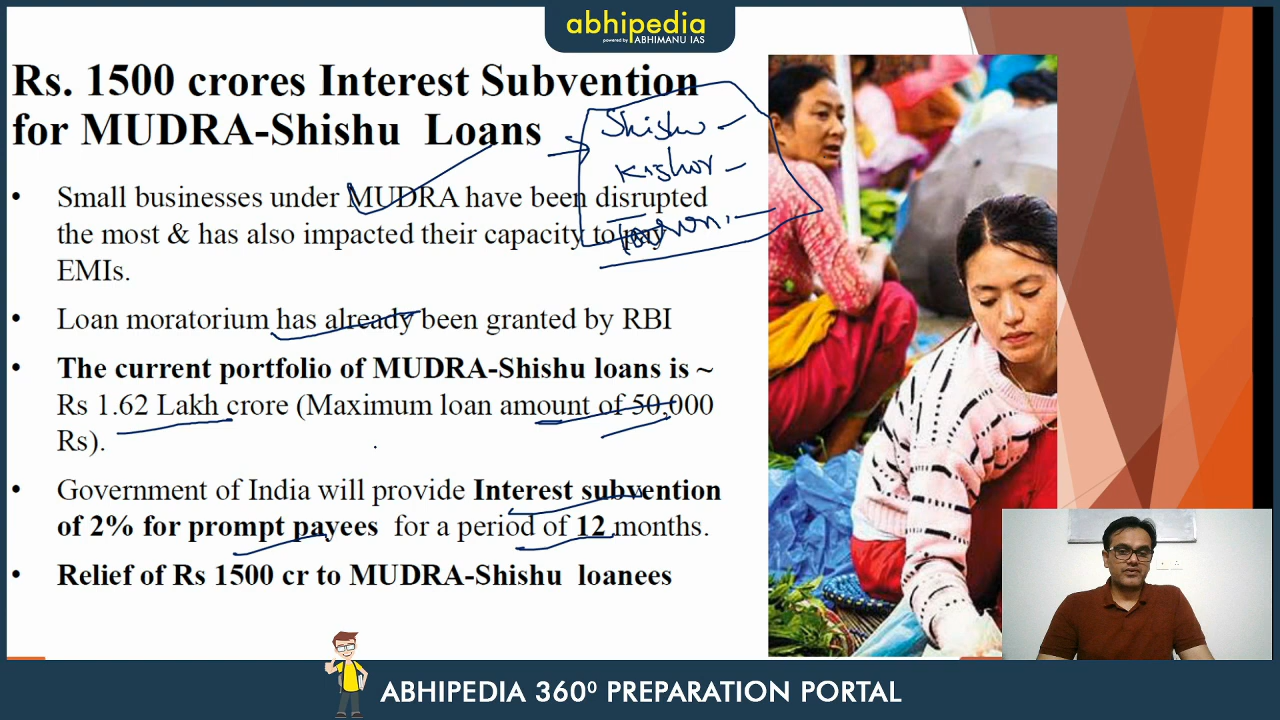 abhipedia
powered by ABHIMANU IAS
Rs. 1500 crores Interest Subvention
for MUDRA-Shishu Loans
Shishu
Kishor
Tarun
• Small businesses under MUDRA have been disrupted
the most & has also impacted their capacity to pay
EMIs.
• Loan moratorium has already been granted by RBI
• The current portfolio of MUDRA-Shishu loans is ~
Rs 1.62 Lakh crore (Maximum loan amount of 50,000
Rs).
• Government of India will provide Interest subvention
of 2% for prompt payees for a period of 12 months.
• Relief of Rs 1500 cr to MUDRA-Shishu loanees
ABHIPEDIA 360⁰ PREPARATION PORTAL